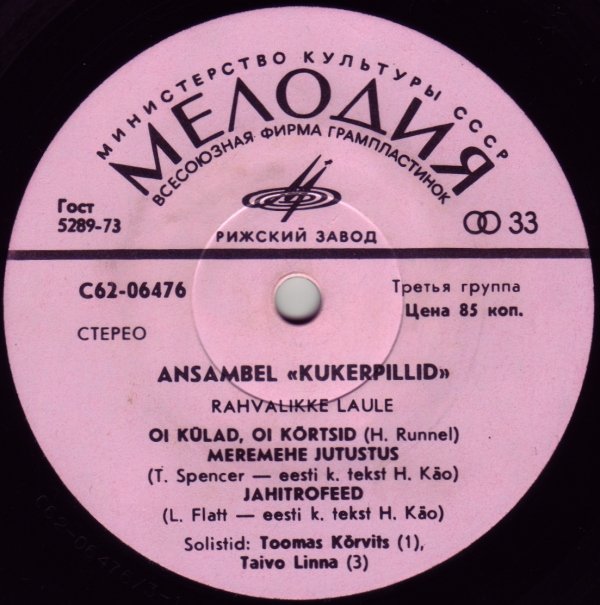 МИНИСТЕРСТВО КУЛЬТУРЫ СССР
МЕЛОДИЯ
ВСЕСОЮЗНАЯ ФИРМА ГРАМПЛАСТИНОК
Гост
5289-73
33
РИЖСКИЙ ЗАВОД
С62-06476
Третья группа
Цена 85 коп.
СТЕРЕО
ANSAMBEL «KUKERPILLID»
RAHVALIKKE LAULE
OI KÜLAD, OI KÕRTSID (H. Runnel)
MEREMEHE JUTUSTUS
(T. Spencer — eesti k. tekst H. Käo)
JAHITROFEED
(L. Flatt — eesti k. tekst H. Käo)
Solistid: Toomas Kõrvits (1),
Taivo Linna (3)